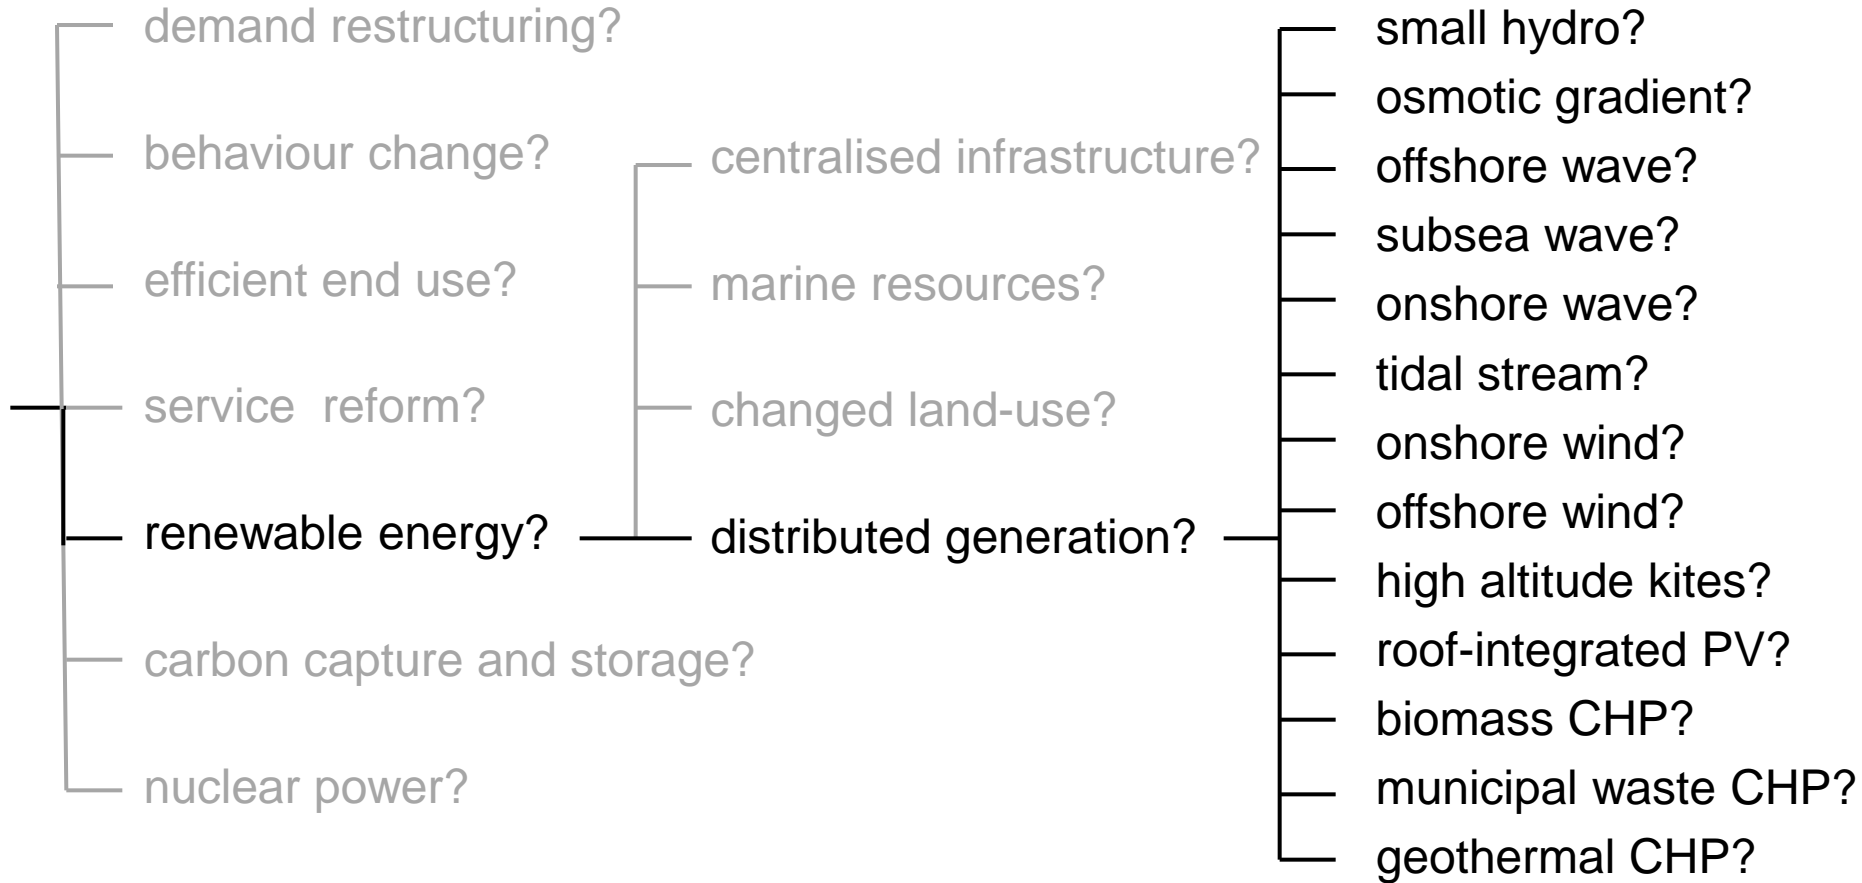 demand restructuring?
behaviour change?
efficient end use?
service  reform?
renewable energy?
carbon capture and storage?
nuclear power?
centralised infrastructure?
marine resources?
changed land-use?
distributed generation?
small hydro?
osmotic gradient?
offshore wave?
subsea wave?
onshore wave?
tidal stream?
onshore wind?
offshore wind?
high altitude kites?
roof-integrated PV?
biomass CHP?
municipal waste CHP?
geothermal CHP?